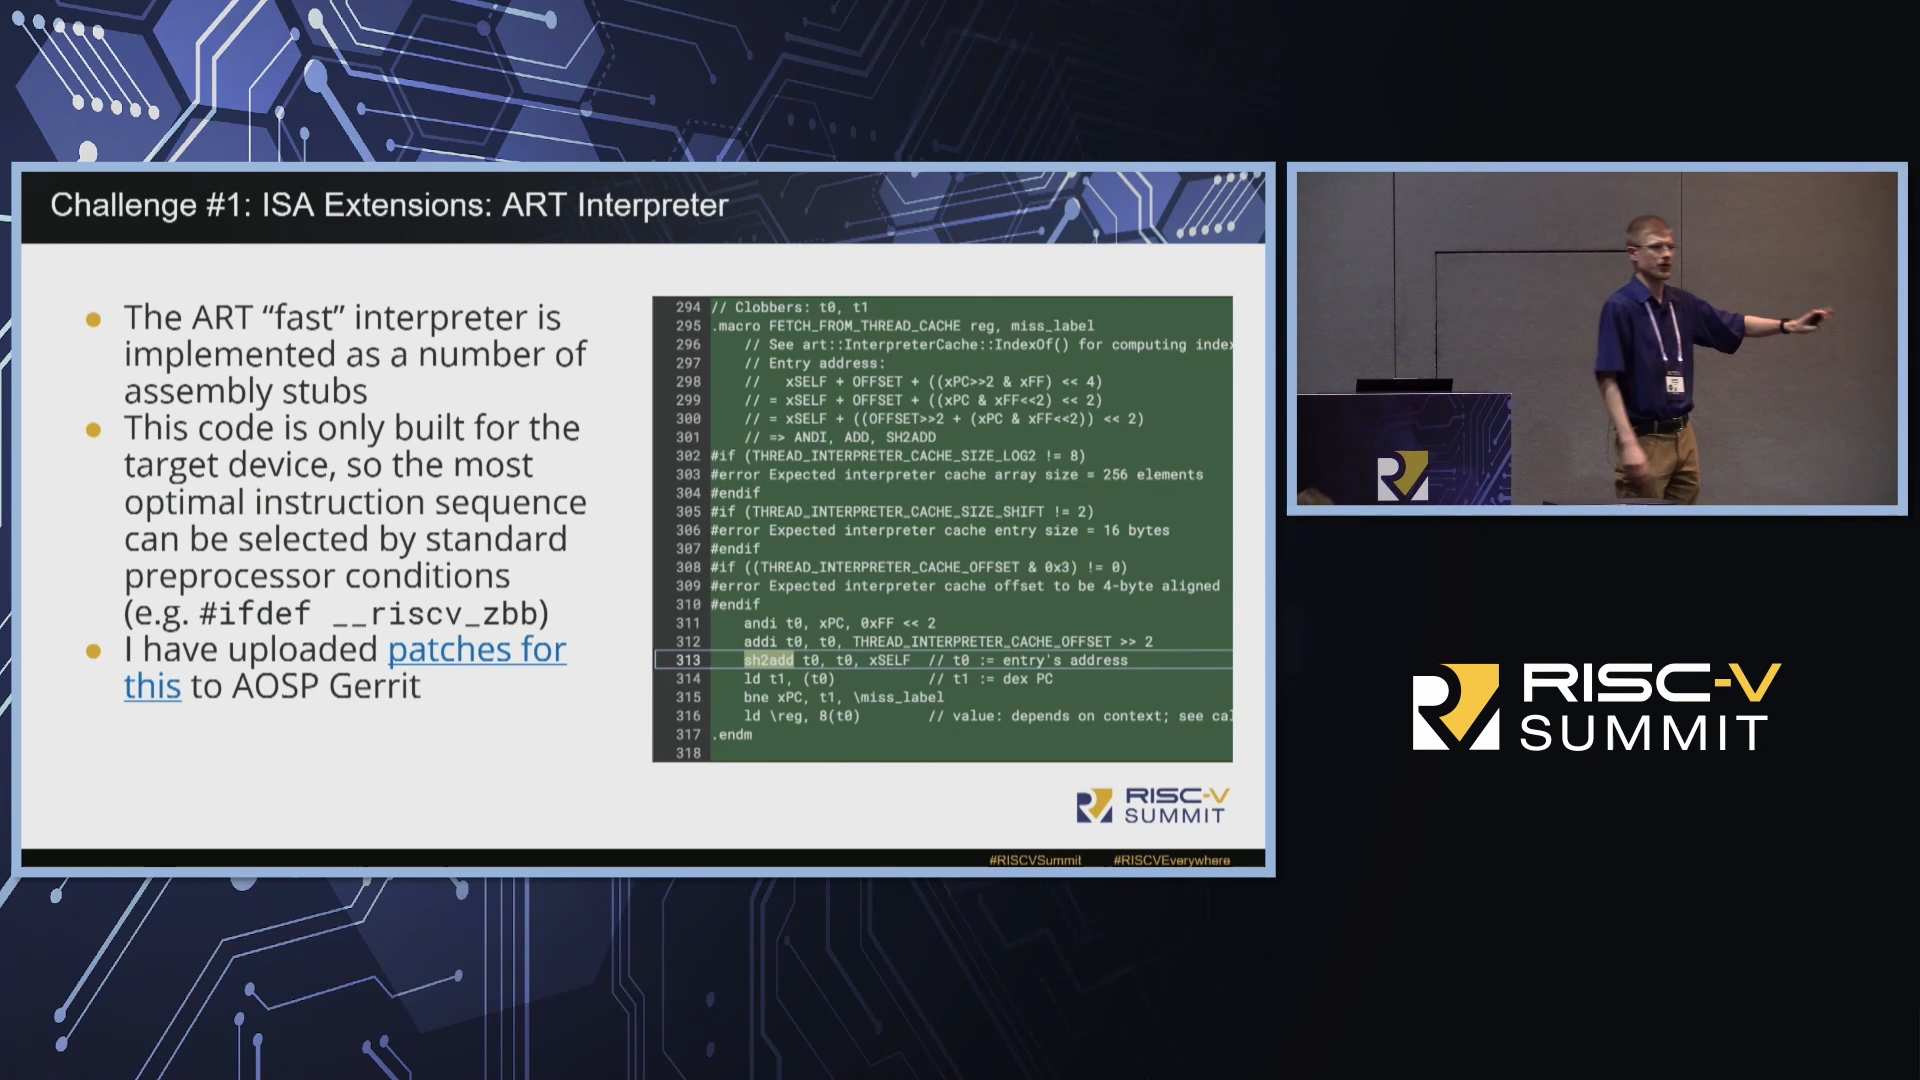 Challenge #1: ISA Extensions: ART Interpreter
The ART “fast” interpreter is
implemented as a number of
assembly stubs
This code is only built for the
target device, so the most
optimal instruction sequence
can be selected by standard
preprocessor conditions
(e.g. #ifdef __riscv_zbb)
I have uploaded patches for
this to AOSP Gerrit
294 // Clobbers: t0, t1
295 .macro FETCH_FROM_THREAD_CACHE reg, miss_label
296 // See art::InterpreterCache::IndexOf() for computing index
297 // Entry address:
298 // xSELF + OFFSET + ((xPC>>2 & xFF) << 4)
299 // = xSELF + OFFSET + ((xPC & xFF<<2) << 2)
300 // = xSELF + ((OFFSET>>2 + (xPC & xFF<<2)) << 2)
301 // => ANDI, ADD, SH2ADD
302 #if (THREAD_INTERPRETER_CACHE_SIZE_LOG2 != 8)
303 #error Expected interpreter cache array size = 256 elements
304 #endif
305 #if (THREAD_INTERPRETER_CACHE_SIZE_SHIFT != 2)
306 #error Expected interpreter cache entry size = 16 bytes
307 #endif
308 #if ((THREAD_INTERPRETER_CACHE_OFFSET & 0x3) != 0)
309 #error Expected interpreter cache offset to be 4-byte aligned
310 #endif
311 andi t0, xPC, 0xFF << 2
312 addi t0, t0, THREAD_INTERPRETER_CACHE_OFFSET >> 2
313 sh2add t0, t0, xSELF // t0 := entry's address
314 ld t1, (t0) // t1 := dex PC
315 bne xPC, t1, \miss_label
316 ld \reg, 8(t0) // value: depends on context; see cal
317 .endm
318
RISC-V
SUMMIT
#RISCVSummit #RISCVEverywhere
RISC-V
SUMMIT